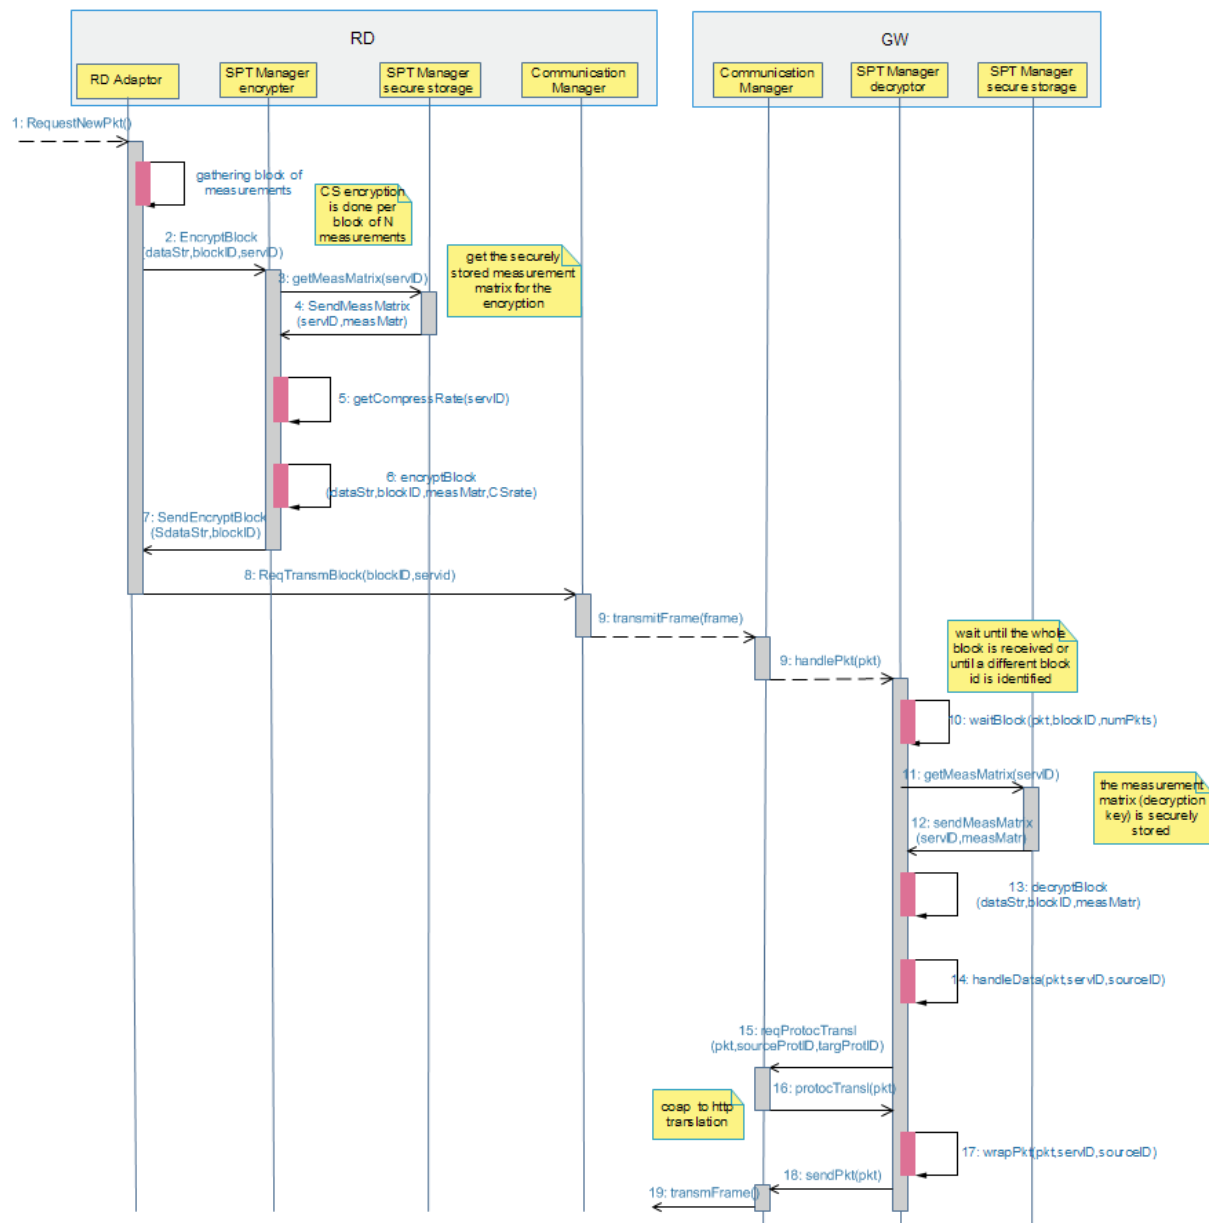 RD
GW
RD Adaptor
SPT Manager
encrypter
SPT Manager
secure storage
Communication
Manager
Communication
Manager
SPT Manager
decryptor
SPT Manager
secure storage
1: RequestNewPkt()
gathering block of
measurements
CS encryption
is done per
block of N
measurements
2: EncryptBlock
(dataStr,blockID,servID)
get the securely
stored measurement
matrix for the
encryption
3: getMeasMatrix(servID)
4: SendMeasMatrix
(servID,measMatr)
5: getCompressRate(servID)
6: encryptBlock
(dataStr,blockID,measMatr,CSrate)
7: SendEncryptBlock
(SdataStr,blockID)
8: ReqTransmBlock(blockID,servid)
9: transmitFrame(frame)
wait until the whole
block is received or
until a different block
id is identified
9: handlePkt(pkt)
10: waitBlock(pkt,blockID,numPkts)
11: getMeasMatrix(servID)
the measurement
matrix (decryption
key) is securely
stored
12: sendMeasMatrix
(servID,measMatr)
13: decryptBlock
(dataStr,blockID,measMatr)
14: handleData(pkt,servID,sourceID)
15: reqProtocTransl
(pkt,sourceProtID,targProtID)
16: protocTransl(pkt)
coap to http
translation
17: wrapPkt(pkt,servID,sourceID)
18: sendPkt(pkt)
19: transmFrame()